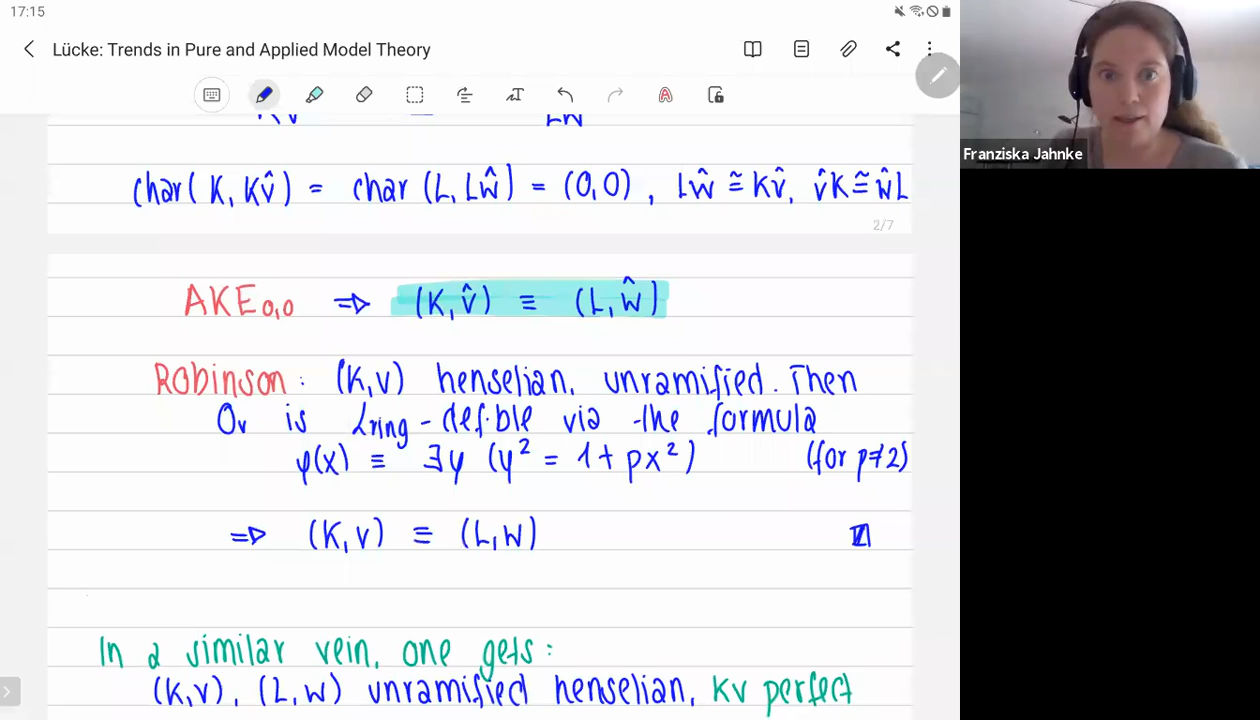 17:15
Lücke: Trends in Pure and Applied Model Theory
Franziska Jahnke
Kv ≡ Lw
char(K, Kv̂) = char(L, Lŵ) = (0,0), Lŵ ≅ Kv̂, v̂K ≅ ŵL
2/7
AKE₀,₀ ⇒ (K, v̂) ≡ (L, ŵ)
Robinson: (K,v) henselian, unramified. Then
Oᵥ is Lring-def.ble via the formula
φ(x) ≡ ∃y (y² = 1 + px²) (for p≠2)
⇒ (K,v) ≡ (L,w)
In a similar vein, one gets:
(K,v), (L,w) unramified henselian, Kv perfect